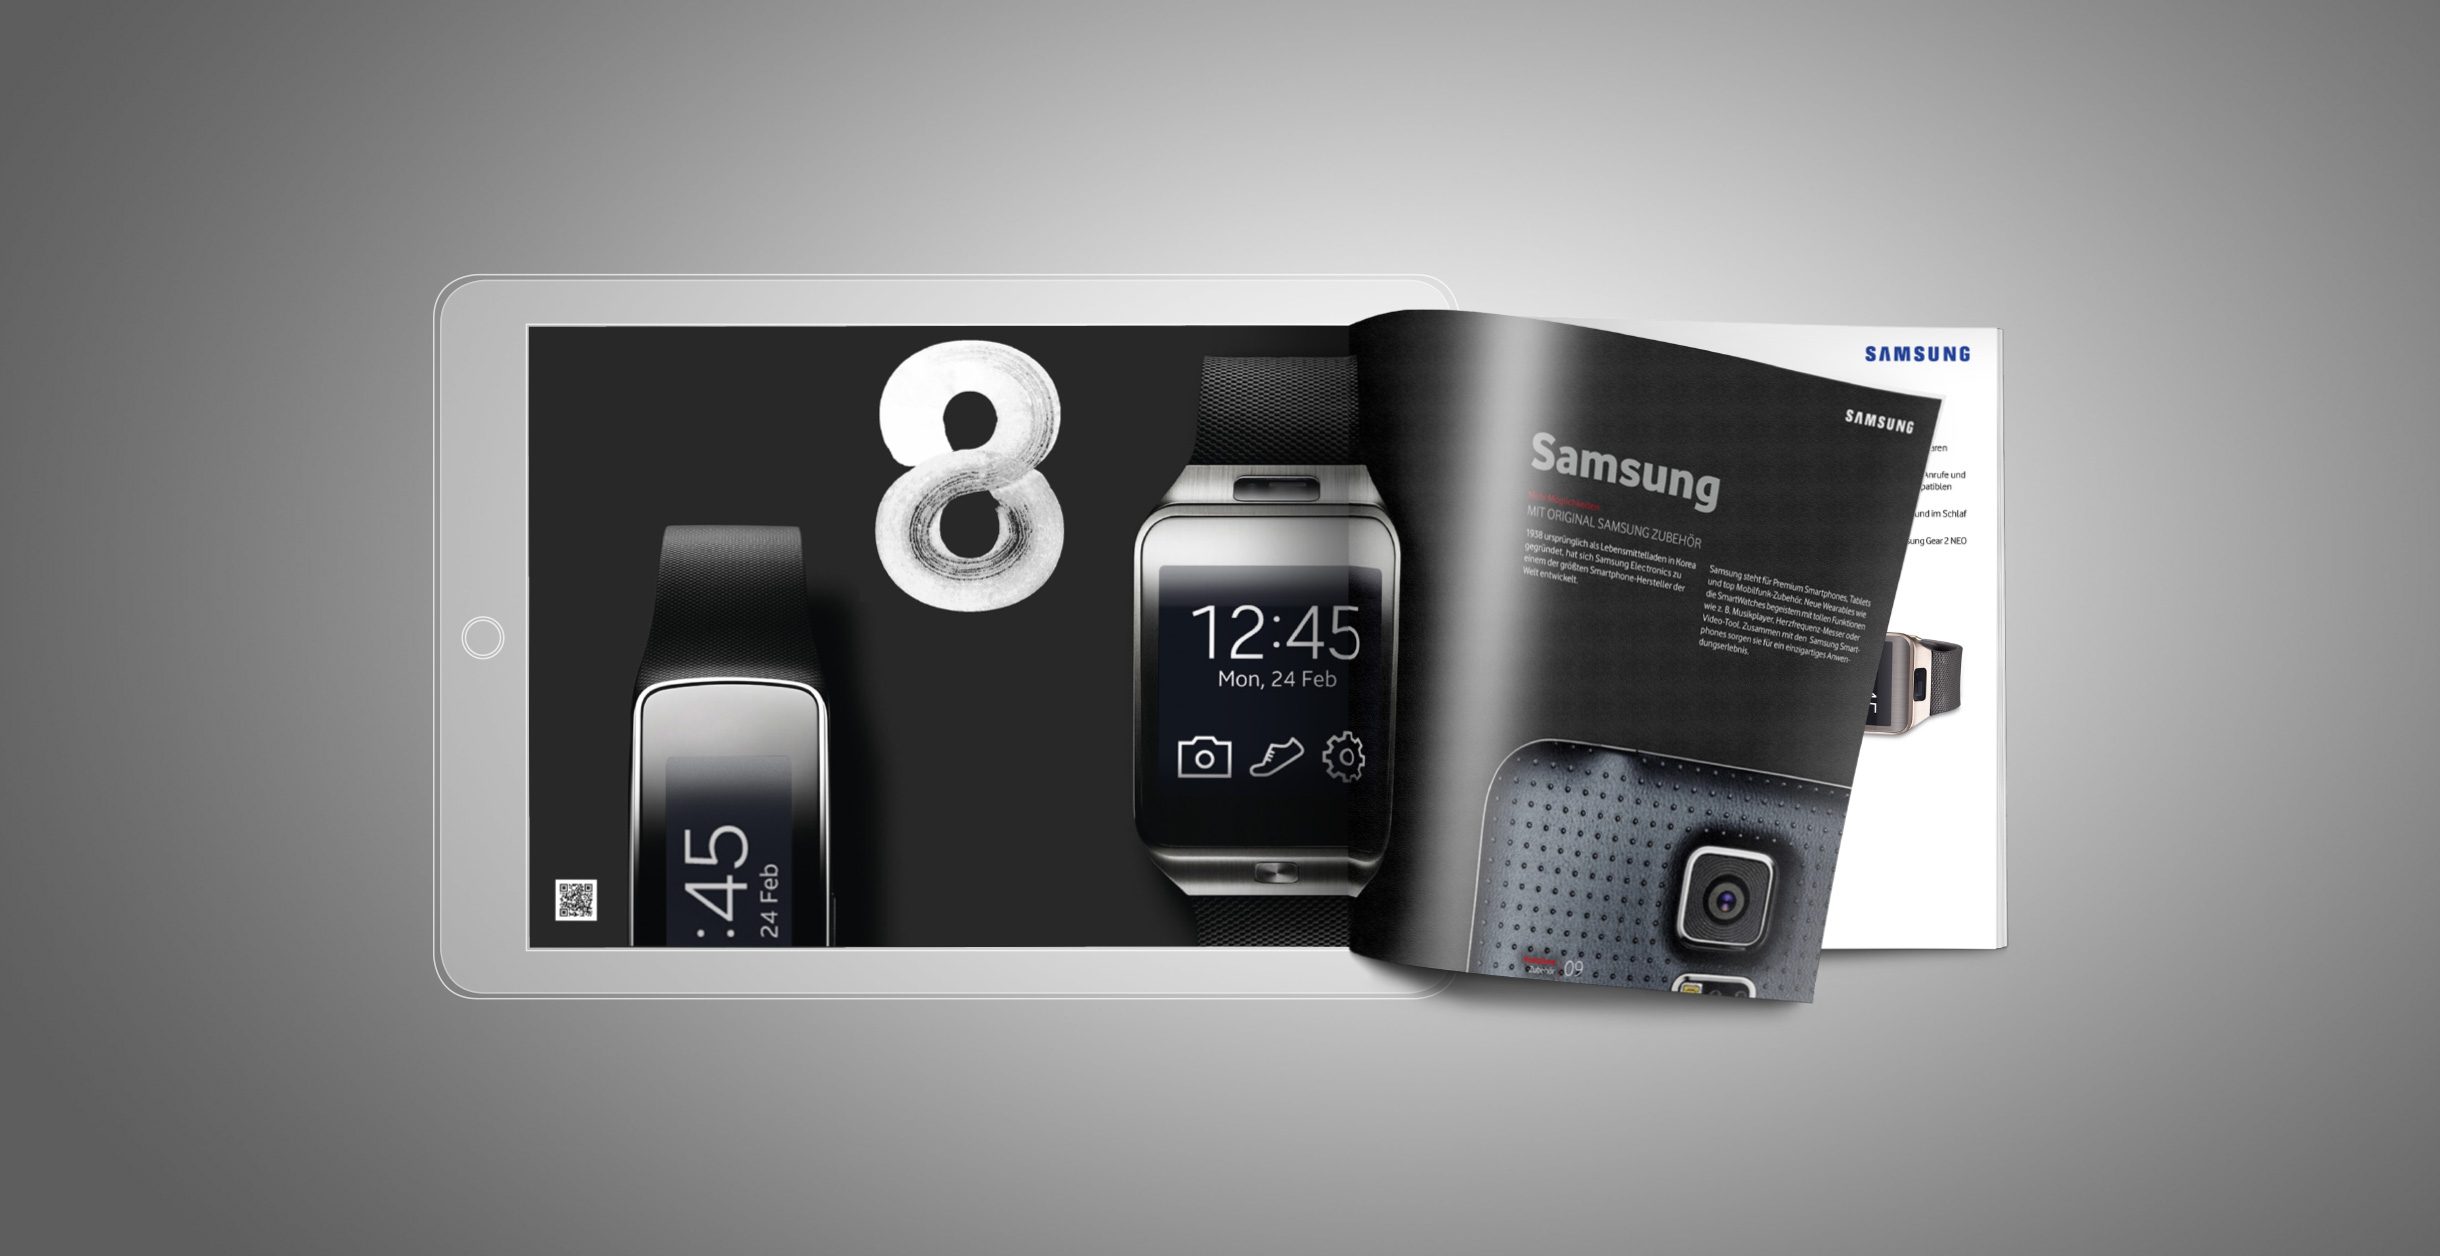 8
:45
24 Feb
12:45
Mon, 24 Feb
SAMSUNG
Samsung
Mehr Möglichkeiten
MIT ORIGINAL SAMSUNG ZUBEHÖR
1938 ursprünglich als Lebensmittelladen in Korea
gegründet, hat sich Samsung Electronics zu
einem der größten Smartphone-Hersteller der
Welt entwickelt.
Samsung steht für Premium Smartphones, Tablets
und top Mobilfunk-Zubehör. Neue Wearables wie
die SmartWatches begeistern mit tollen Funktionen
wie z. B. Musikplayer, Herzfrequenz-Messer oder
Video-Tool. Zusammen mit den Samsung Smart-
phones sorgen sie für ein einzigartiges Anwen-
dungserlebnis.
Zubehör 09
SAMSUNG
aren
Anrufe und
patiblen
und im Schlaf
sung Gear 2 NEO